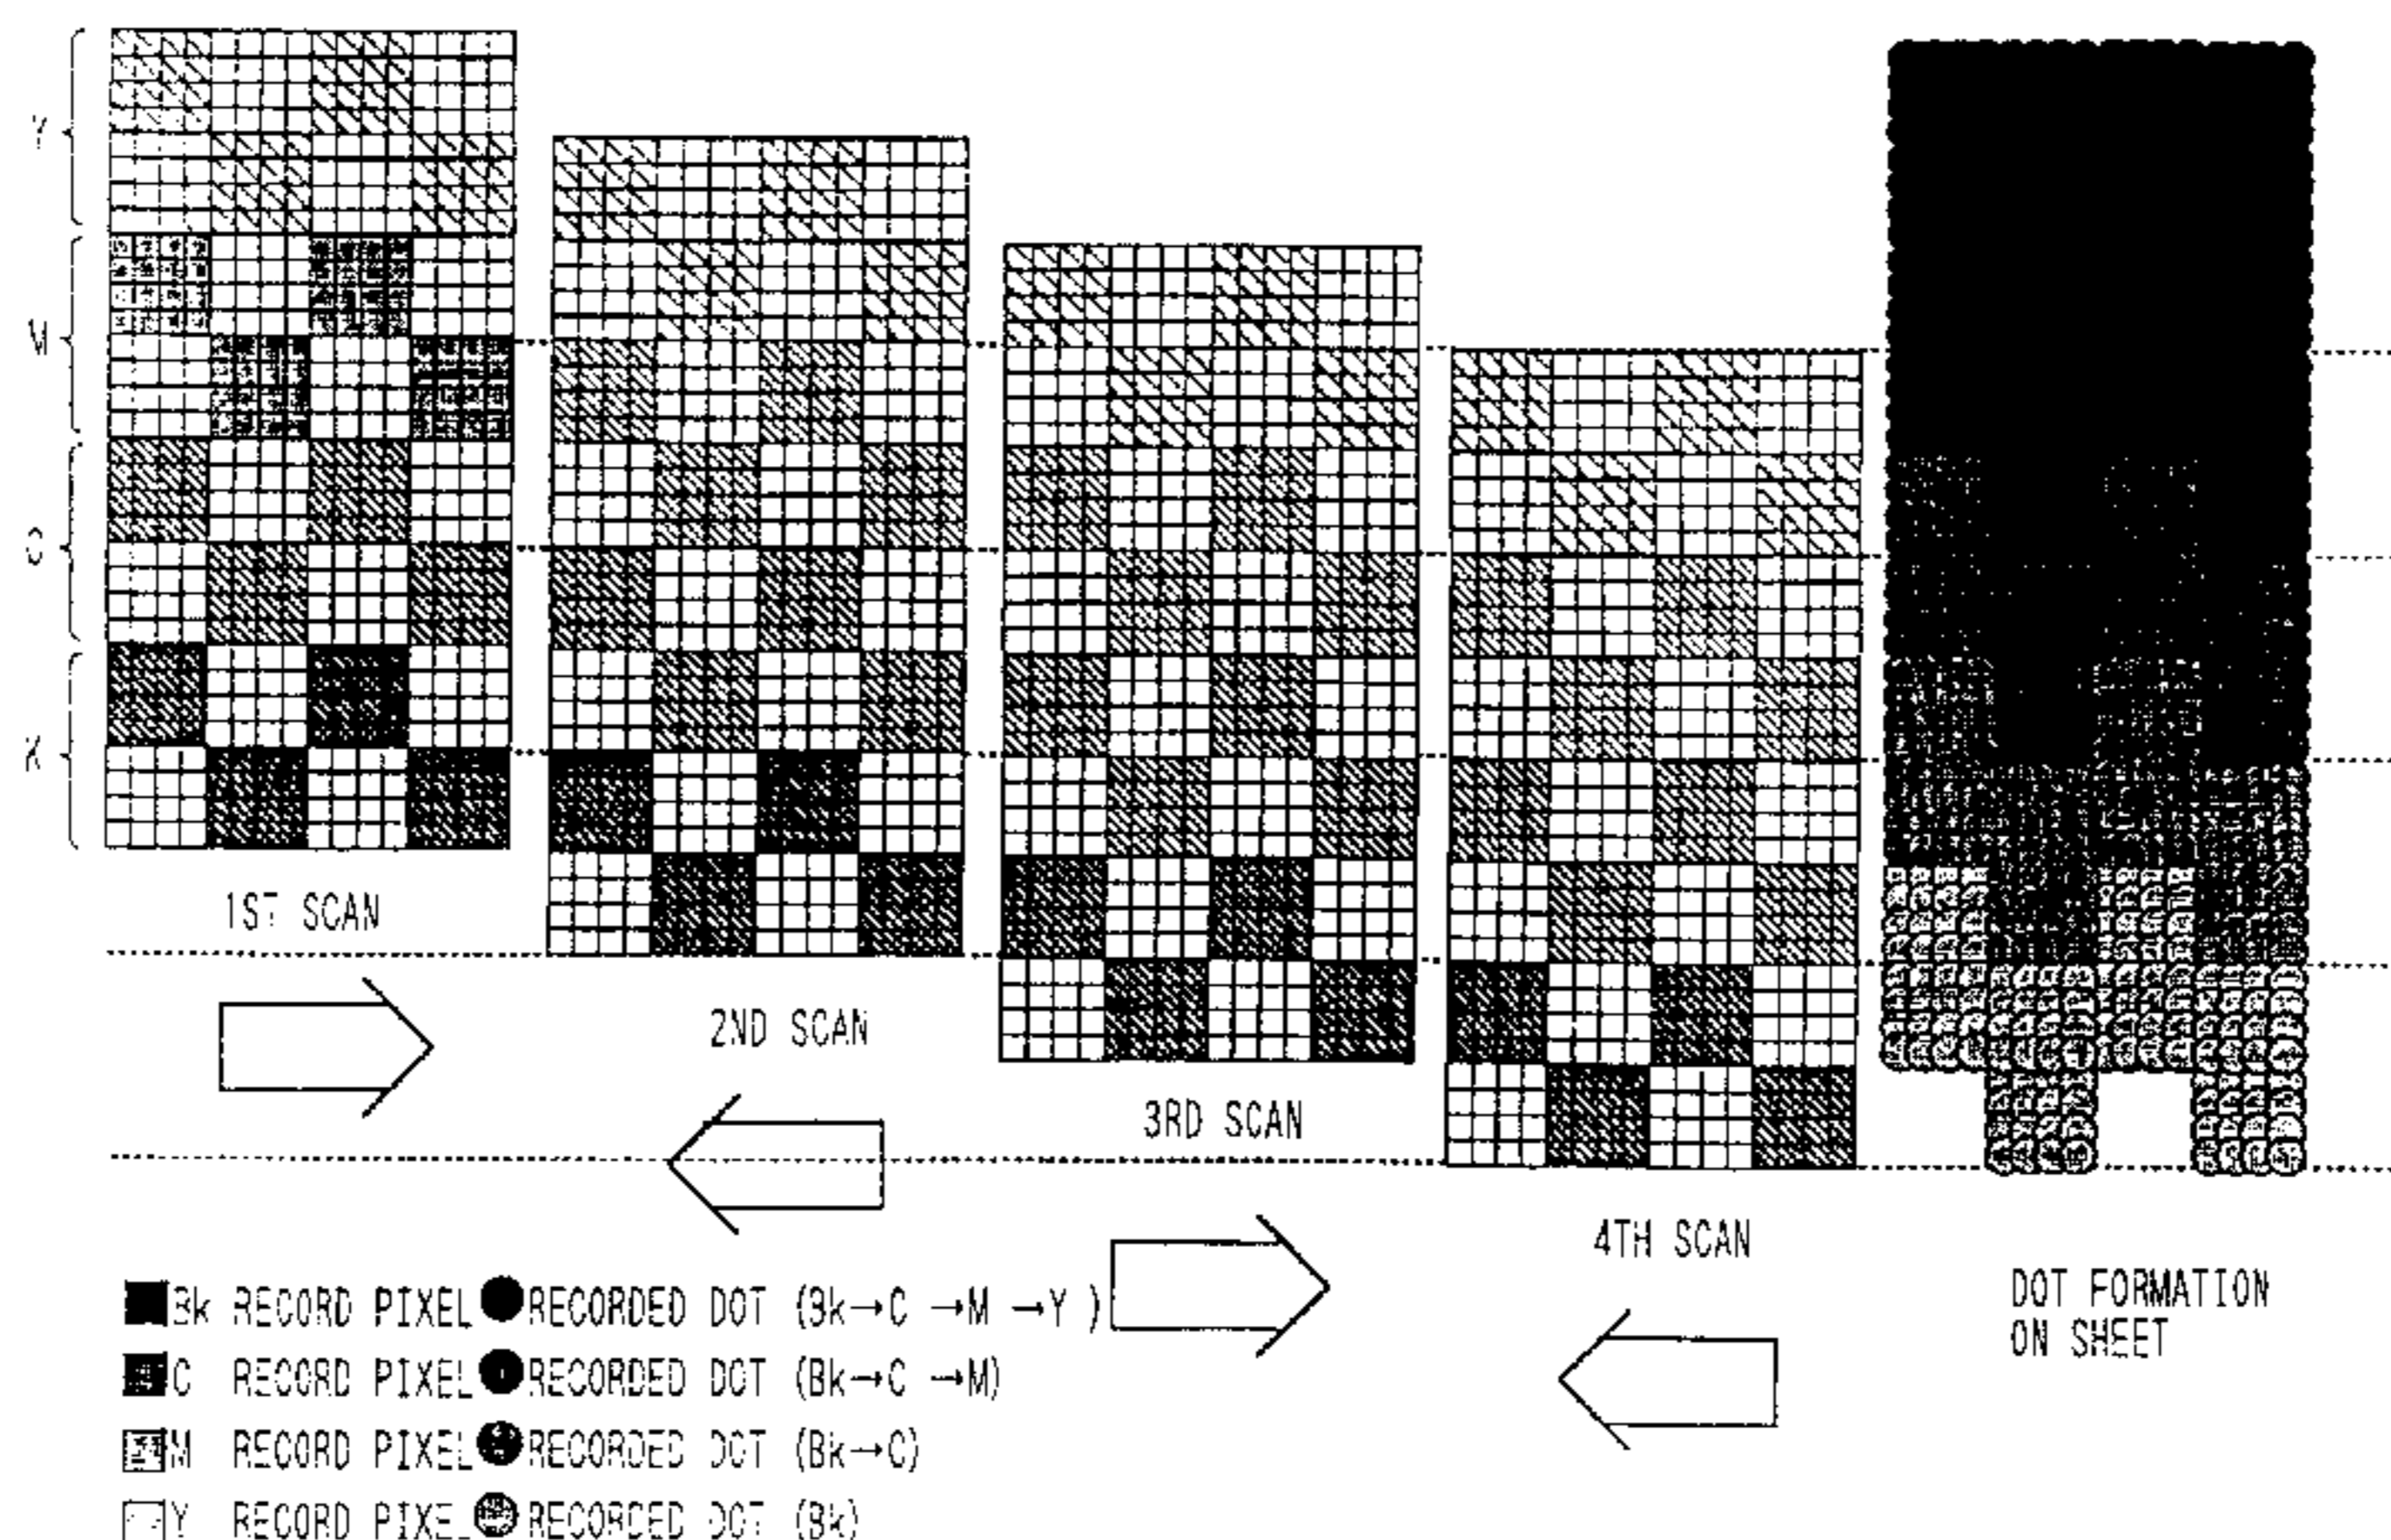 Y
M
C
K
1ST SCAN
2ND SCAN
3RD SCAN
4TH SCAN
DOT FORMATION
ON SHEET
Bk RECORD PIXEL RECORDED DOT (Bk→C→M→Y)
C RECORD PIXEL RECORDED DOT (Bk→C→M)
M RECORD PIXEL RECORDED DOT (Bk→C)
Y RECORD PIXEL RECORDED DOT (Bk)